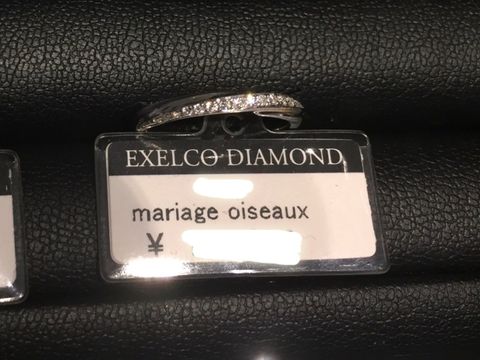 EXELCO DIAMOND
mariage oiseaux
¥